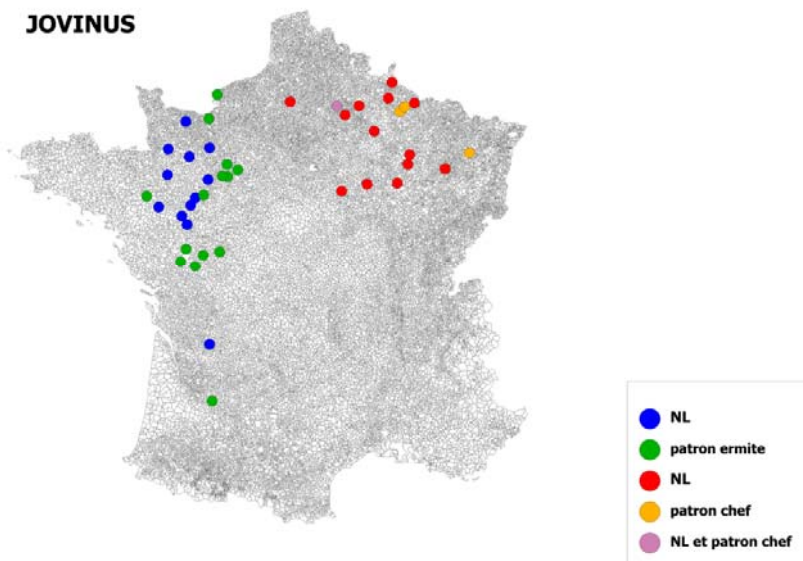 JOVINUS
NL
patron ermite
NL
patron chef
NL et patron chef